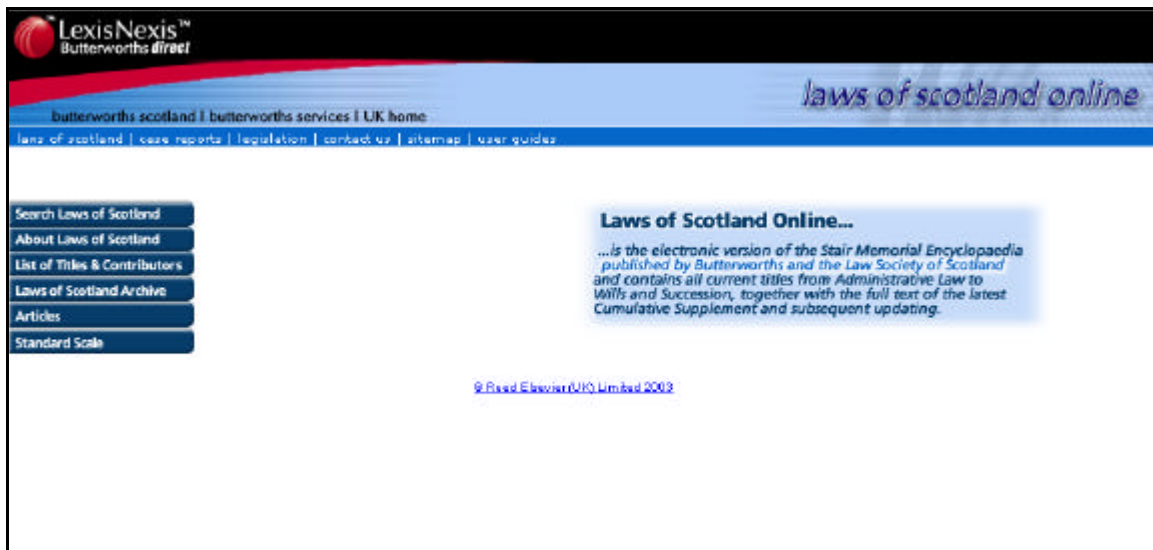 LexisNexis™
Butterworths direct
laws of scotland online
butterworths scotland | butterworths services | UK home
laws of scotland | case reports | legislation | contact us | sitemap | user guides
Search Laws of Scotland
About Laws of Scotland
List of Titles & Contributors
Laws of Scotland Archive
Articles
Standard Scale
Laws of Scotland Online...
...is the electronic version of the Stair Memorial Encyclopaedia
published by Butterworths and the Law Society of Scotland
and contains all current titles from Administrative Law to
Wills and Succession, together with the full text of the latest
Cumulative Supplement and subsequent updating.
© Reed Elsevier (UK) Limited 2003